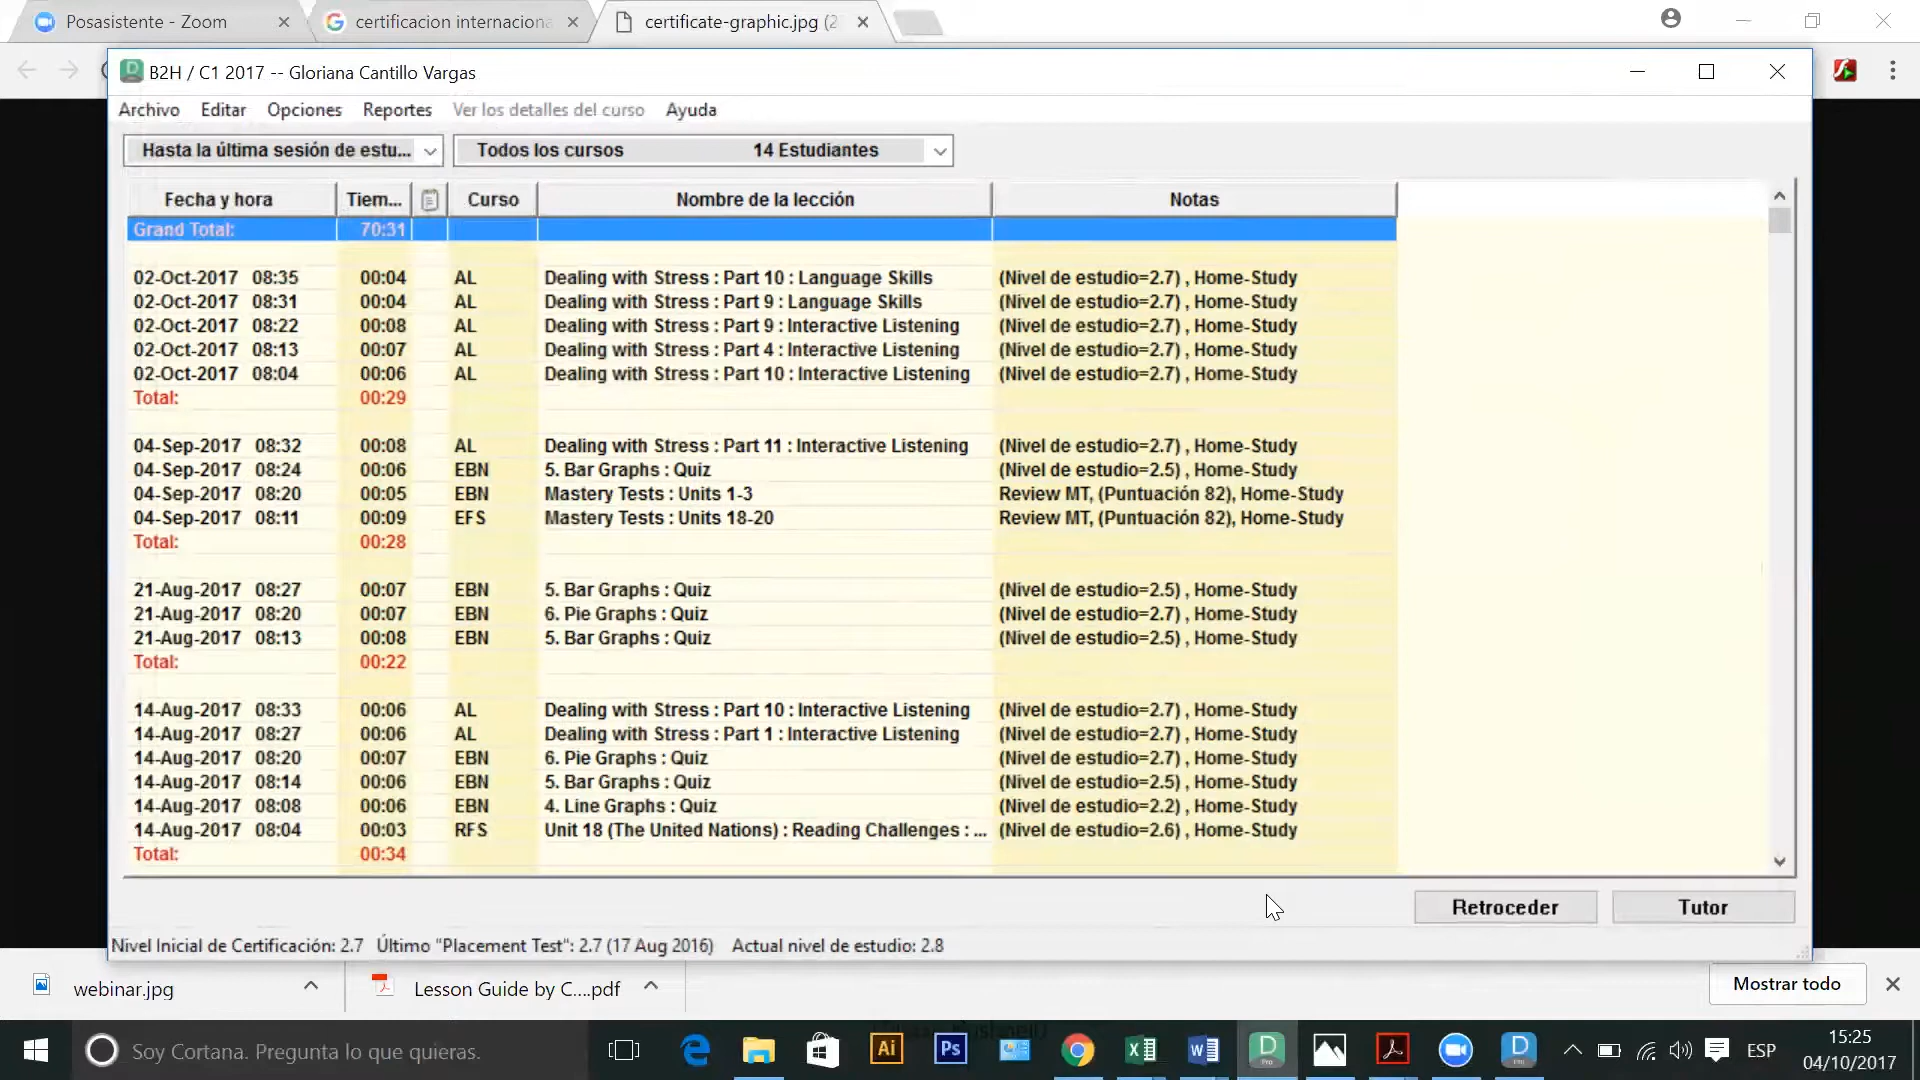 Posasistente - Zoom
certificacion internaciona
certificate-graphic.jpg (2
B2H / C1 2017 -- Gloriana Cantillo Vargas
Archivo Editar Opciones Reportes Ver los detalles del curso Ayuda
Hasta la última sesión de estu... Todos los cursos 14 Estudiantes
Fecha y hora Tiem... Curso Nombre de la lección Notas
Grand Total: 70:31
02-Oct-2017 08:35 00:04 AL Dealing with Stress : Part 10 : Language Skills (Nivel de estudio=2.7) , Home-Study
02-Oct-2017 08:31 00:04 AL Dealing with Stress : Part 9 : Language Skills (Nivel de estudio=2.7) , Home-Study
02-Oct-2017 08:22 00:08 AL Dealing with Stress : Part 9 : Interactive Listening (Nivel de estudio=2.7) , Home-Study
02-Oct-2017 08:13 00:07 AL Dealing with Stress : Part 4 : Interactive Listening (Nivel de estudio=2.7) , Home-Study
02-Oct-2017 08:04 00:06 AL Dealing with Stress : Part 10 : Interactive Listening (Nivel de estudio=2.7) , Home-Study
Total: 00:29
04-Sep-2017 08:32 00:08 AL Dealing with Stress : Part 11 : Interactive Listening (Nivel de estudio=2.7) , Home-Study
04-Sep-2017 08:24 00:06 EBN 5. Bar Graphs : Quiz (Nivel de estudio=2.5) , Home-Study
04-Sep-2017 08:20 00:05 EBN Mastery Tests : Units 1-3 Review MT, (Puntuación 82), Home-Study
04-Sep-2017 08:11 00:09 EFS Mastery Tests : Units 18-20 Review MT, (Puntuación 82), Home-Study
Total: 00:28
21-Aug-2017 08:27 00:07 EBN 5. Bar Graphs : Quiz (Nivel de estudio=2.5) , Home-Study
21-Aug-2017 08:20 00:07 EBN 6. Pie Graphs : Quiz (Nivel de estudio=2.7) , Home-Study
21-Aug-2017 08:13 00:08 EBN 5. Bar Graphs : Quiz (Nivel de estudio=2.5) , Home-Study
Total: 00:22
14-Aug-2017 08:33 00:06 AL Dealing with Stress : Part 10 : Interactive Listening (Nivel de estudio=2.7) , Home-Study
14-Aug-2017 08:27 00:06 AL Dealing with Stress : Part 1 : Interactive Listening (Nivel de estudio=2.7) , Home-Study
14-Aug-2017 08:20 00:07 EBN 6. Pie Graphs : Quiz (Nivel de estudio=2.7) , Home-Study
14-Aug-2017 08:14 00:06 EBN 5. Bar Graphs : Quiz (Nivel de estudio=2.5) , Home-Study
14-Aug-2017 08:08 00:06 EBN 4. Line Graphs : Quiz (Nivel de estudio=2.2) , Home-Study
14-Aug-2017 08:04 00:03 RFS Unit 18 (The United Nations) : Reading Challenges : ... (Nivel de estudio=2.6) , Home-Study
Total: 00:34
Retroceder Tutor
Nivel Inicial de Certificación: 2.7 Último "Placement Test": 2.7 (17 Aug 2016) Actual nivel de estudio: 2.8
webinar.jpg Lesson Guide by C....pdf Mostrar todo
Soy Cortana. Pregunta lo que quieras.
Ai Ps
ESP
15:25
04/10/2017